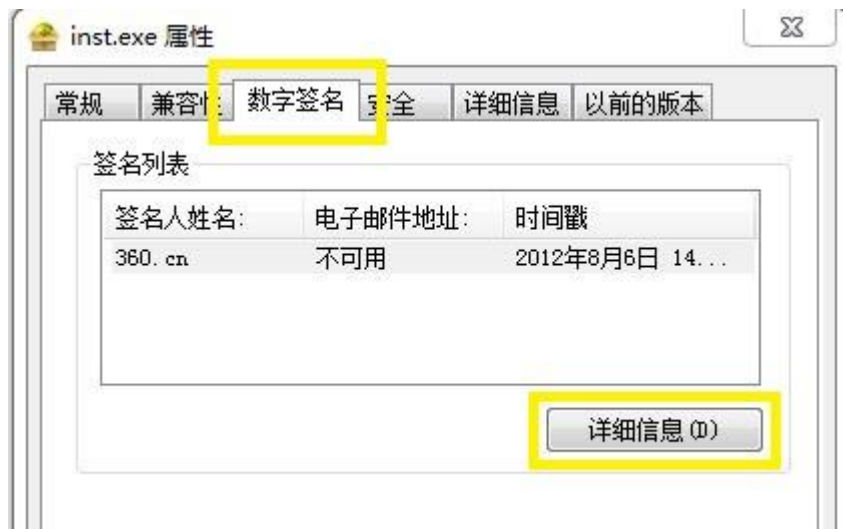 inst.exe 属性
常规 兼容性 数字签名 安全 详细信息 以前的版本
签名列表
签名人姓名: 电子邮件地址: 时间戳
360.cn 不可用 2012年8月6日 14...
详细信息(D)